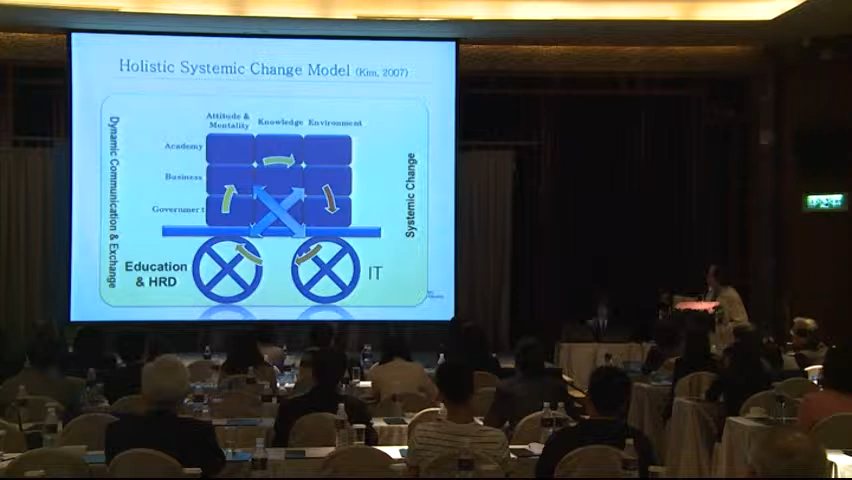 Holistic Systemic Change Model (Kim, 2007)
Attitude &
Mentality
Knowledge
Environment
Academy
Business
Government
Dynamic Communication & Exchange
Systemic Change
Education
& HRD
IT